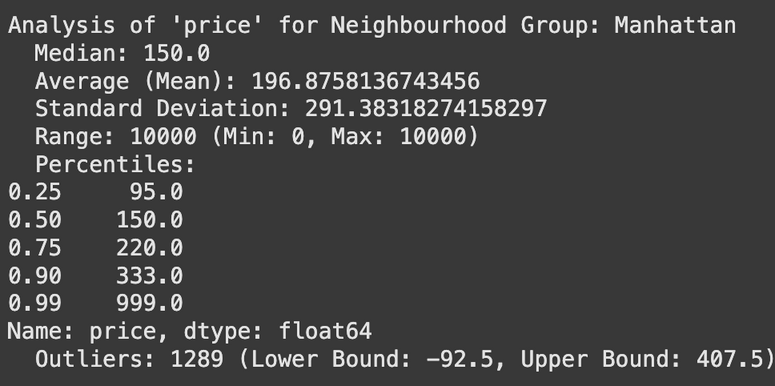 Analysis of 'price' for Neighbourhood Group: Manhattan
  Median: 150.0
  Average (Mean): 196.8758136743456
  Standard Deviation: 291.38318274158297
  Range: 10000 (Min: 0, Max: 10000)
  Percentiles:
0.25     95.0
0.50    150.0
0.75    220.0
0.90    333.0
0.99    999.0
Name: price, dtype: float64
  Outliers: 1289 (Lower Bound: -92.5, Upper Bound: 407.5)